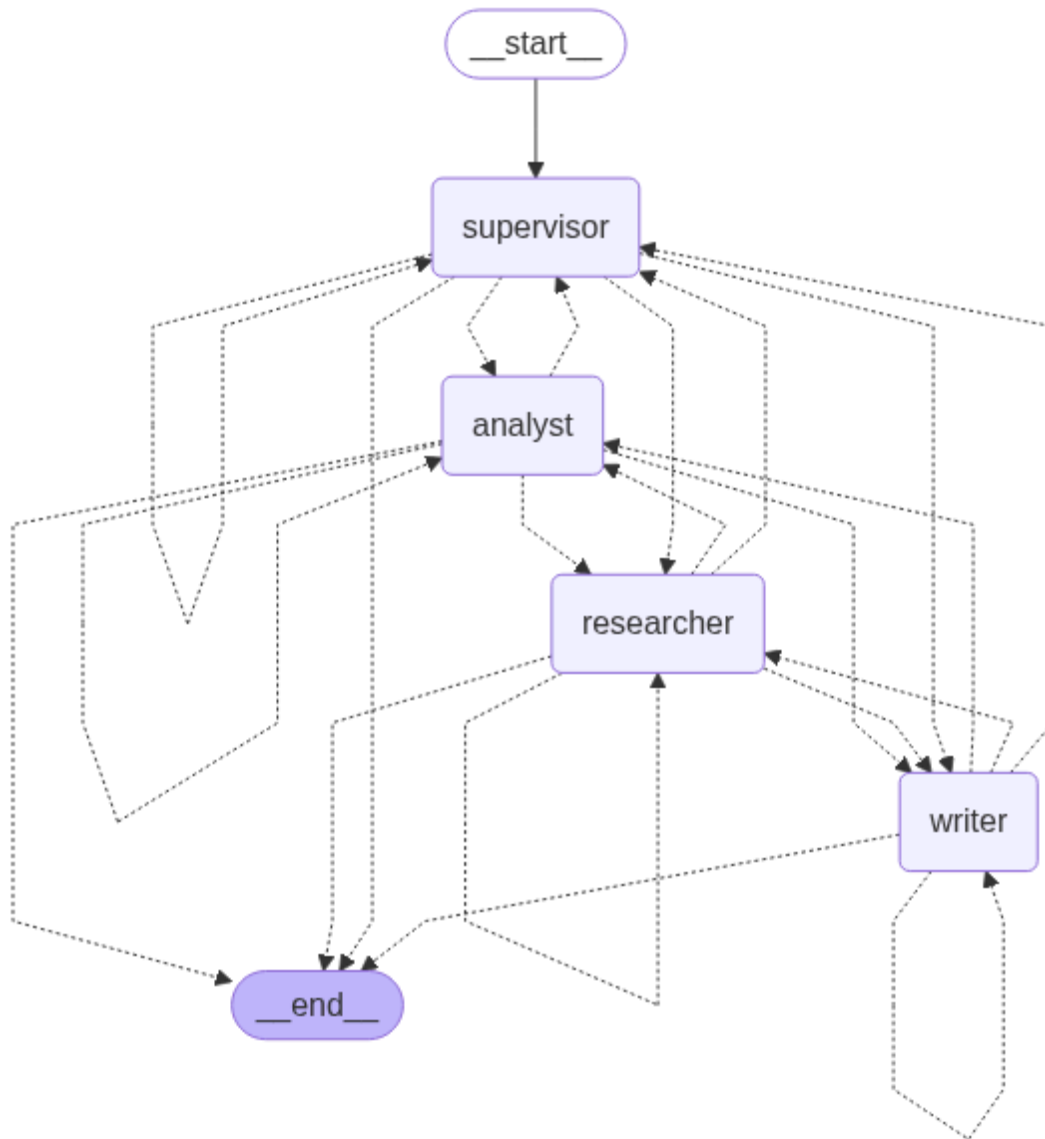 __start__
supervisor
analyst
researcher
writer
__end__